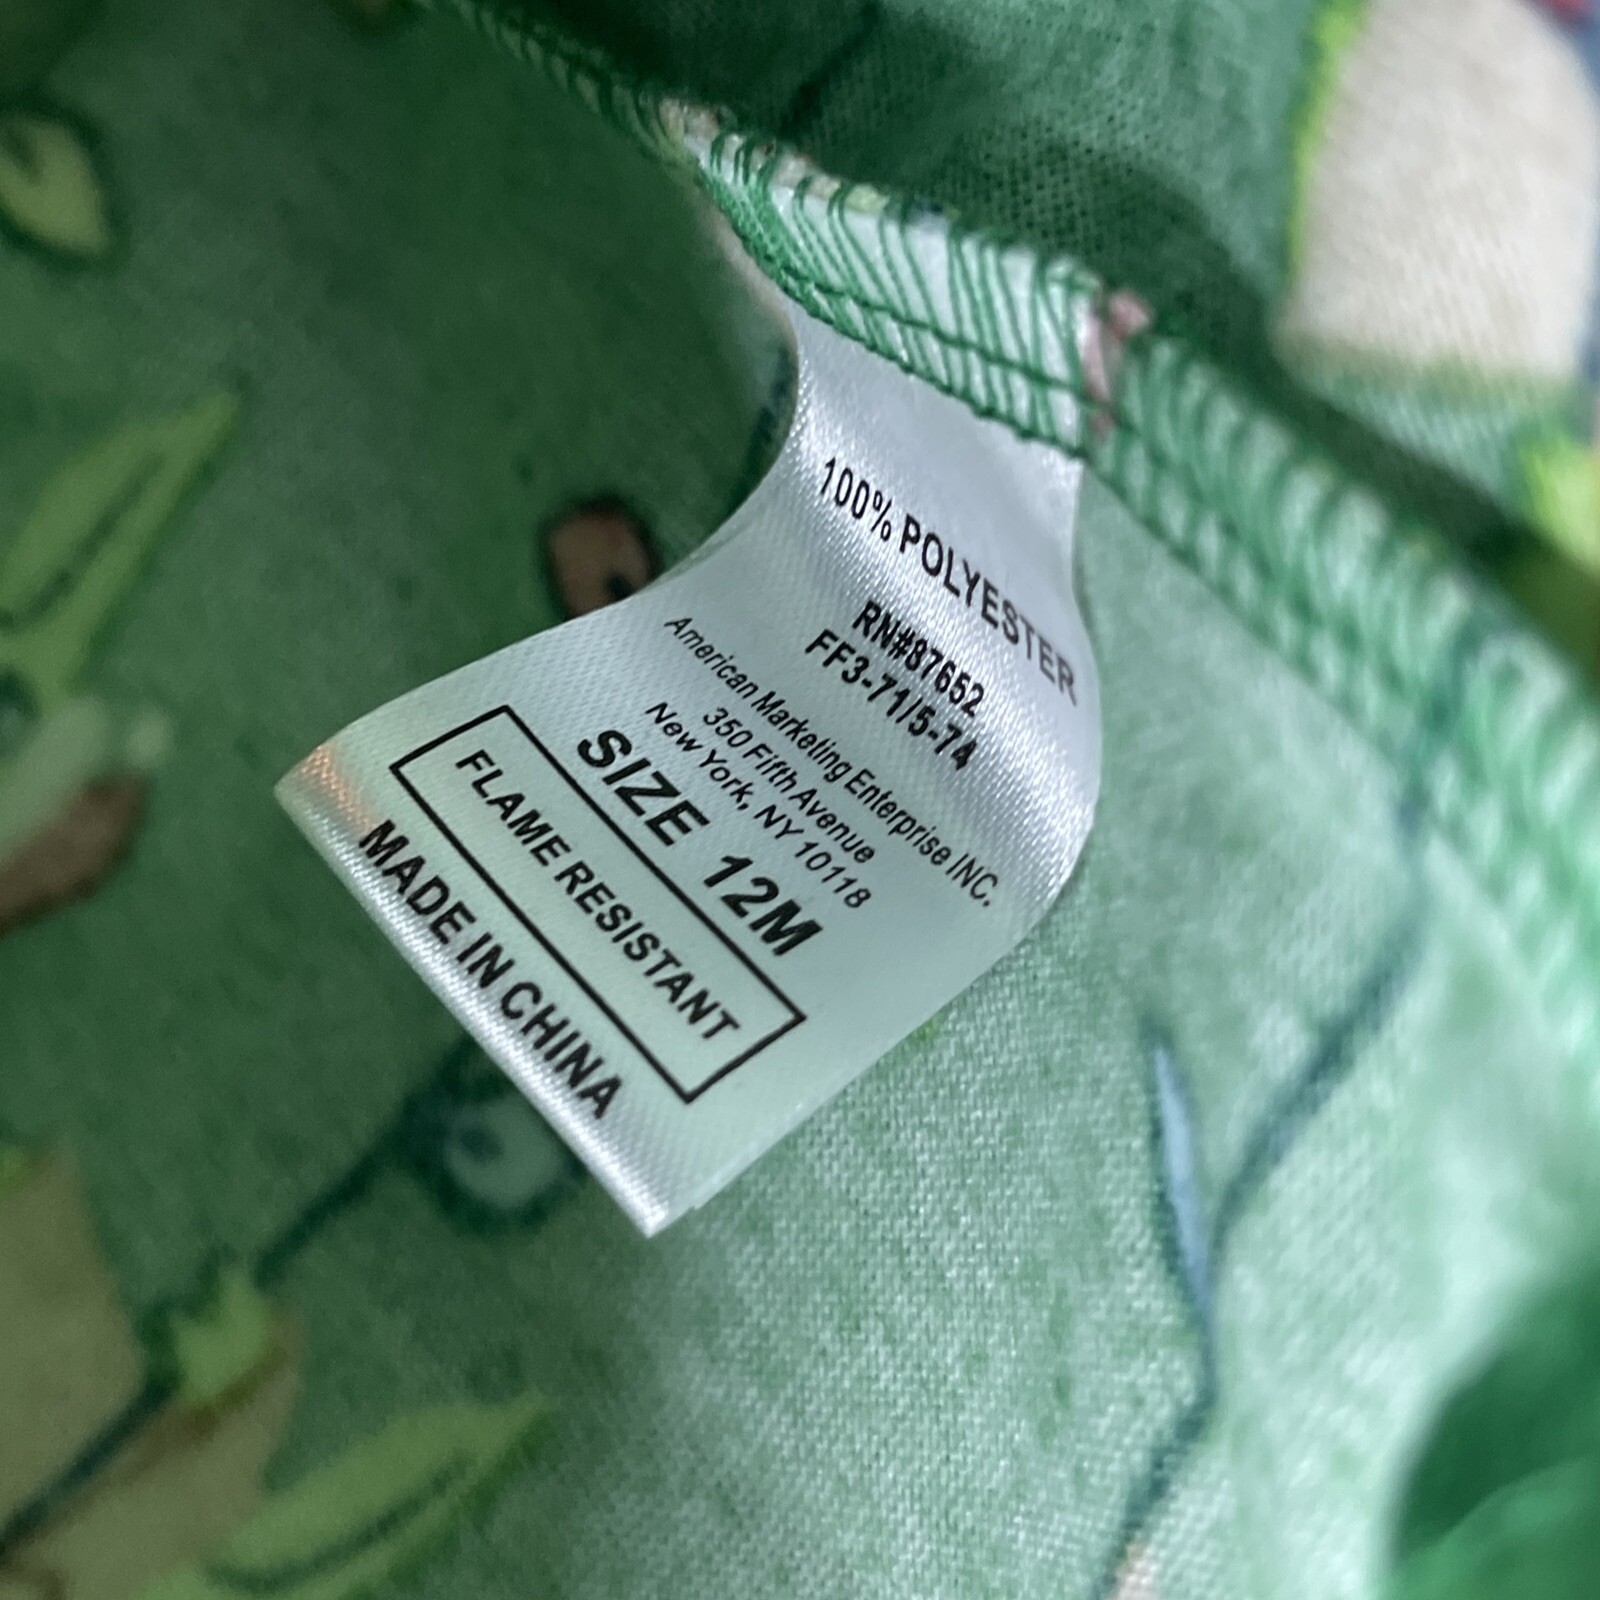 100% POLYESTER
RN#87652
FF3-71/5-74
American Marketing Enterprise INC.
350 Fifth Avenue
New York, NY 10118
SIZE 12M
FLAME RESISTANT
MADE IN CHINA